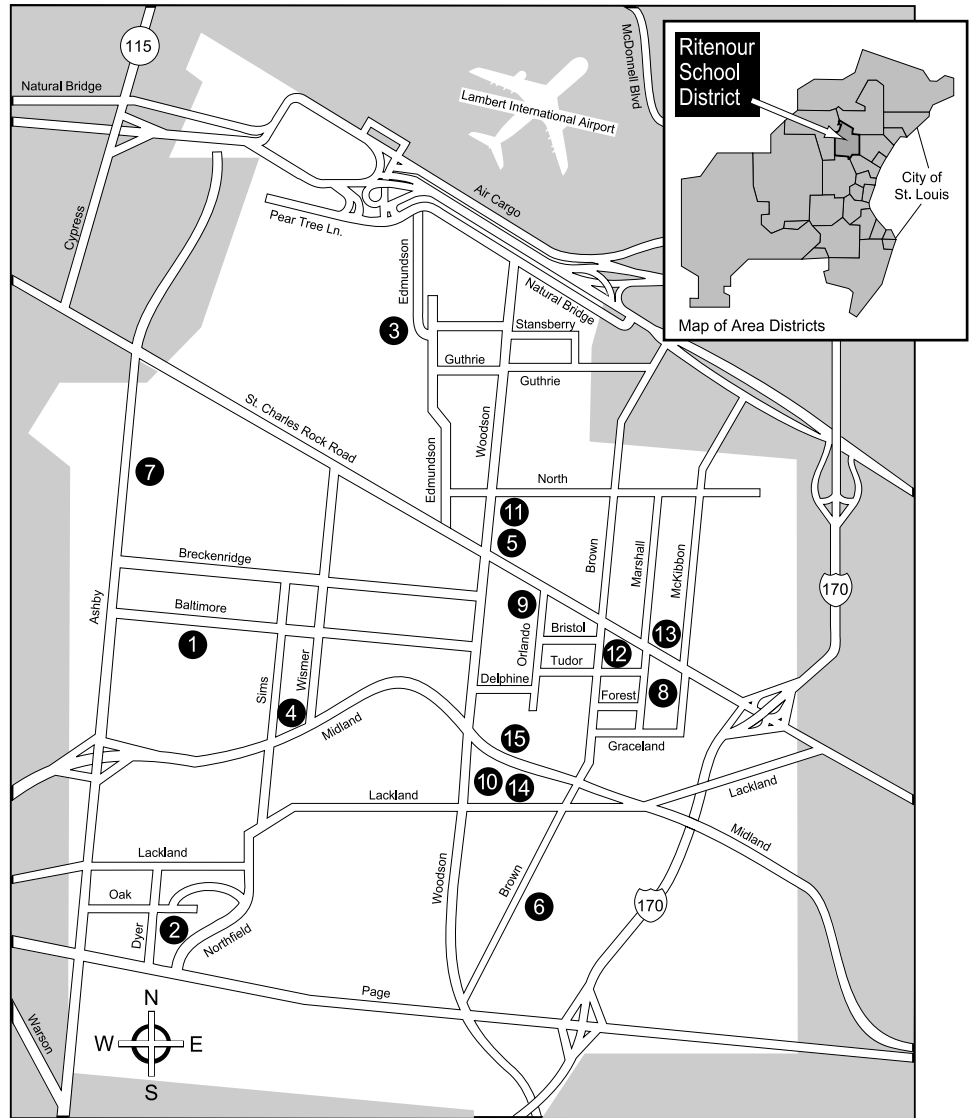 115
Natural Bridge
Lambert International Airport
McDonnell Blvd
Ritenour
School
District
City of
St. Louis
Map of Area Districts
Air Cargo
Pear Tree Ln.
Cypress
Edmundson
Natural Bridge
3
Stansberry
Guthrie
Guthrie
Woodson
St. Charles Rock Road
Edmundson
7
North
11
5
Brown
Marshall
McKibbon
170
Breckenridge
Ashby
Baltimore
9
Orlando
Bristol
13
1
Wismer
12
Tudor
Sims
Delphine
Forest
8
4
Midland
15
Graceland
10
14
Lackland
Lackland
Midland
Lackland
Woodson
Brown
Oak
6
170
2
Dyer
Northfield
Page
Warson
N
W
E
S